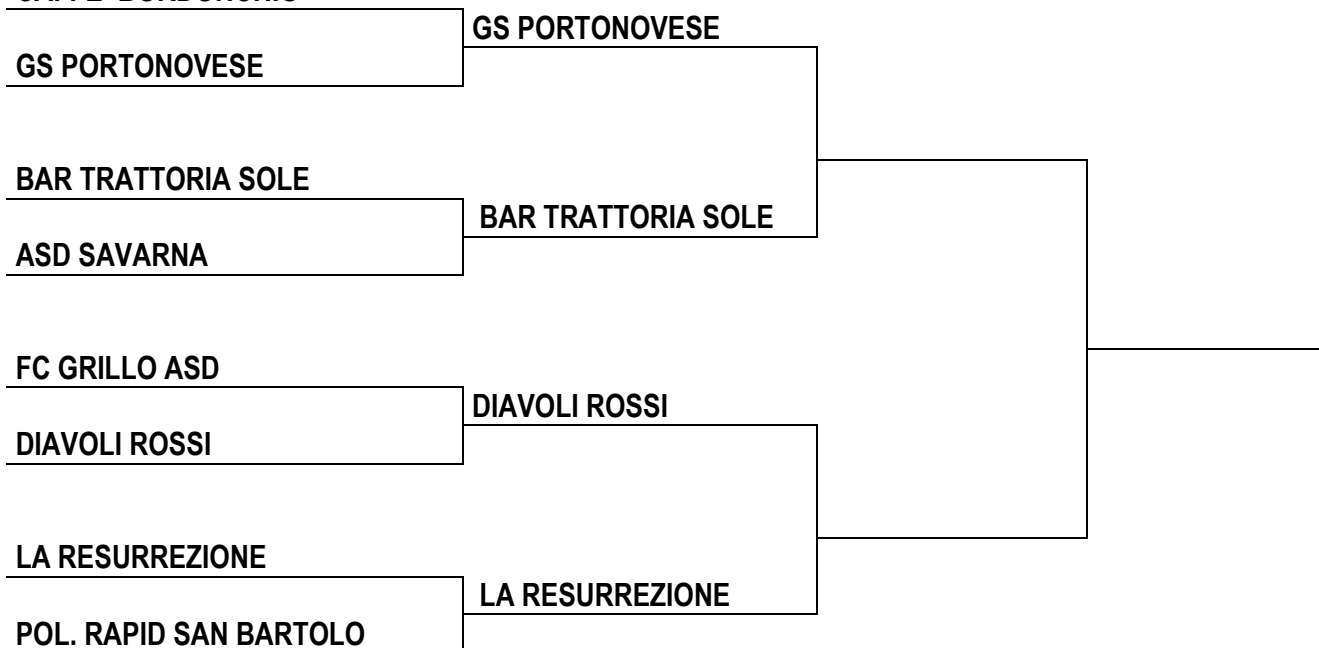 GS PORTONOVESE
GS PORTONOVESE
BAR TRATTORIA SOLE
BAR TRATTORIA SOLE
ASD SAVARNA
FC GRILLO ASD
DIAVOLI ROSSI
DIAVOLI ROSSI
LA RESURREZIONE
LA RESURREZIONE
POL. RAPID SAN BARTOLO